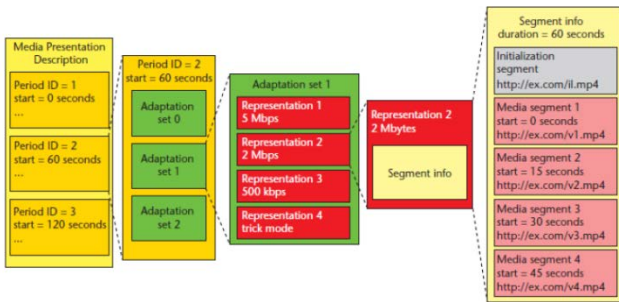 Media Presentation
Description
Period ID = 1
start = 0 seconds
...
Period ID = 2
start = 60 seconds
...
Period ID = 3
start = 120 seconds
...
Period ID = 2
start = 60 seconds
Adaptation
set 0
Adaptation
set 1
Adaptation
set 2
Adaptation set 1
Representation 1
5 Mbps
Representation 2
2 Mbps
Representation 3
500 kbps
Representation 4
trick mode
Representation 2
2 Mbytes
Segment info
Segment info
duration = 60 seconds
Initialization
segment
http://ex.com/il.mp4
Media segment 1
start = 0 seconds
http://ex.com/v1.mp4
Media segment 2
start = 15 seconds
http://ex.com/v2.mp4
Media segment 3
start = 30 seconds
http://ex.com/v3.mp4
Media segment 4
start = 45 seconds
http://ex.com/v4.mp4